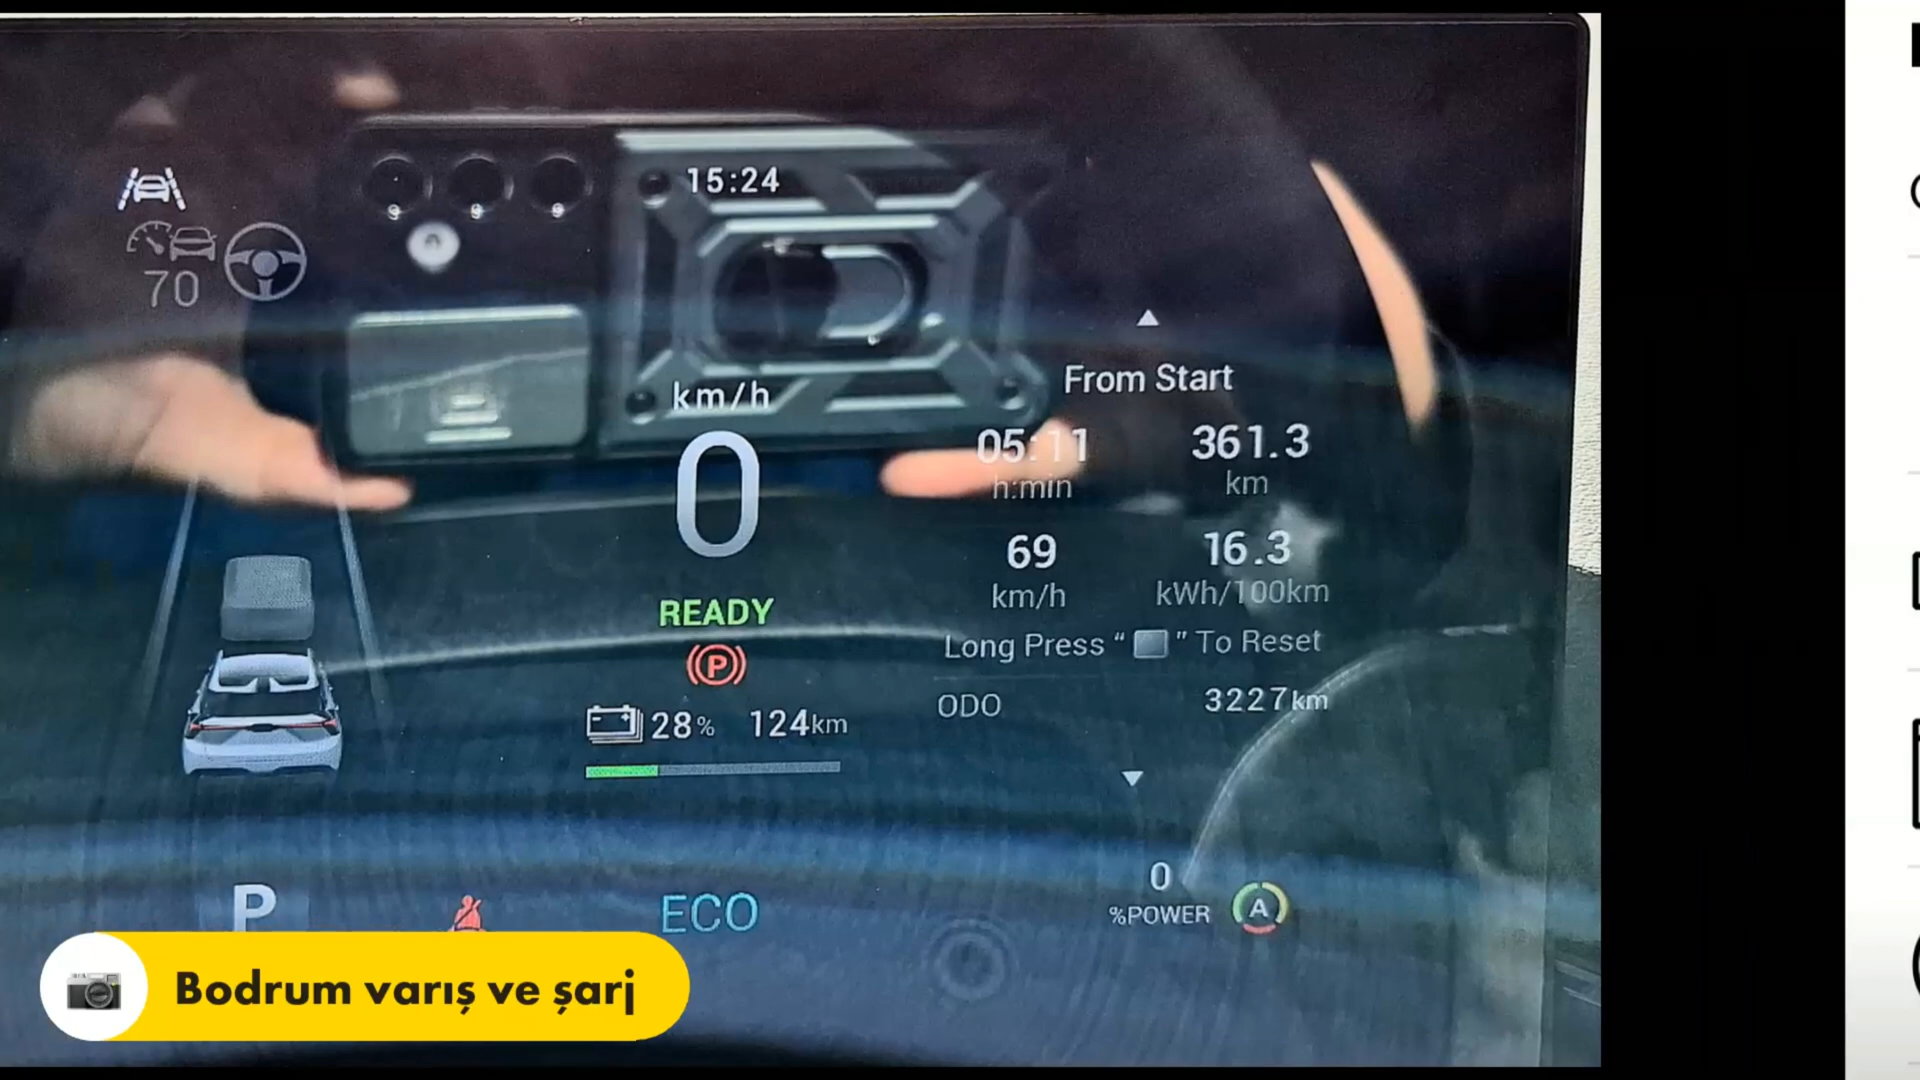 15:24
70
km/h
0
From Start
05:11 361.3
h:min km
69 16.3
km/h kWh/100km
READY
Long Press “ ” To Reset
P
28% 124km
ODO 3227km
0
%POWER
A
P
ECO
Bodrum varış ve şarj